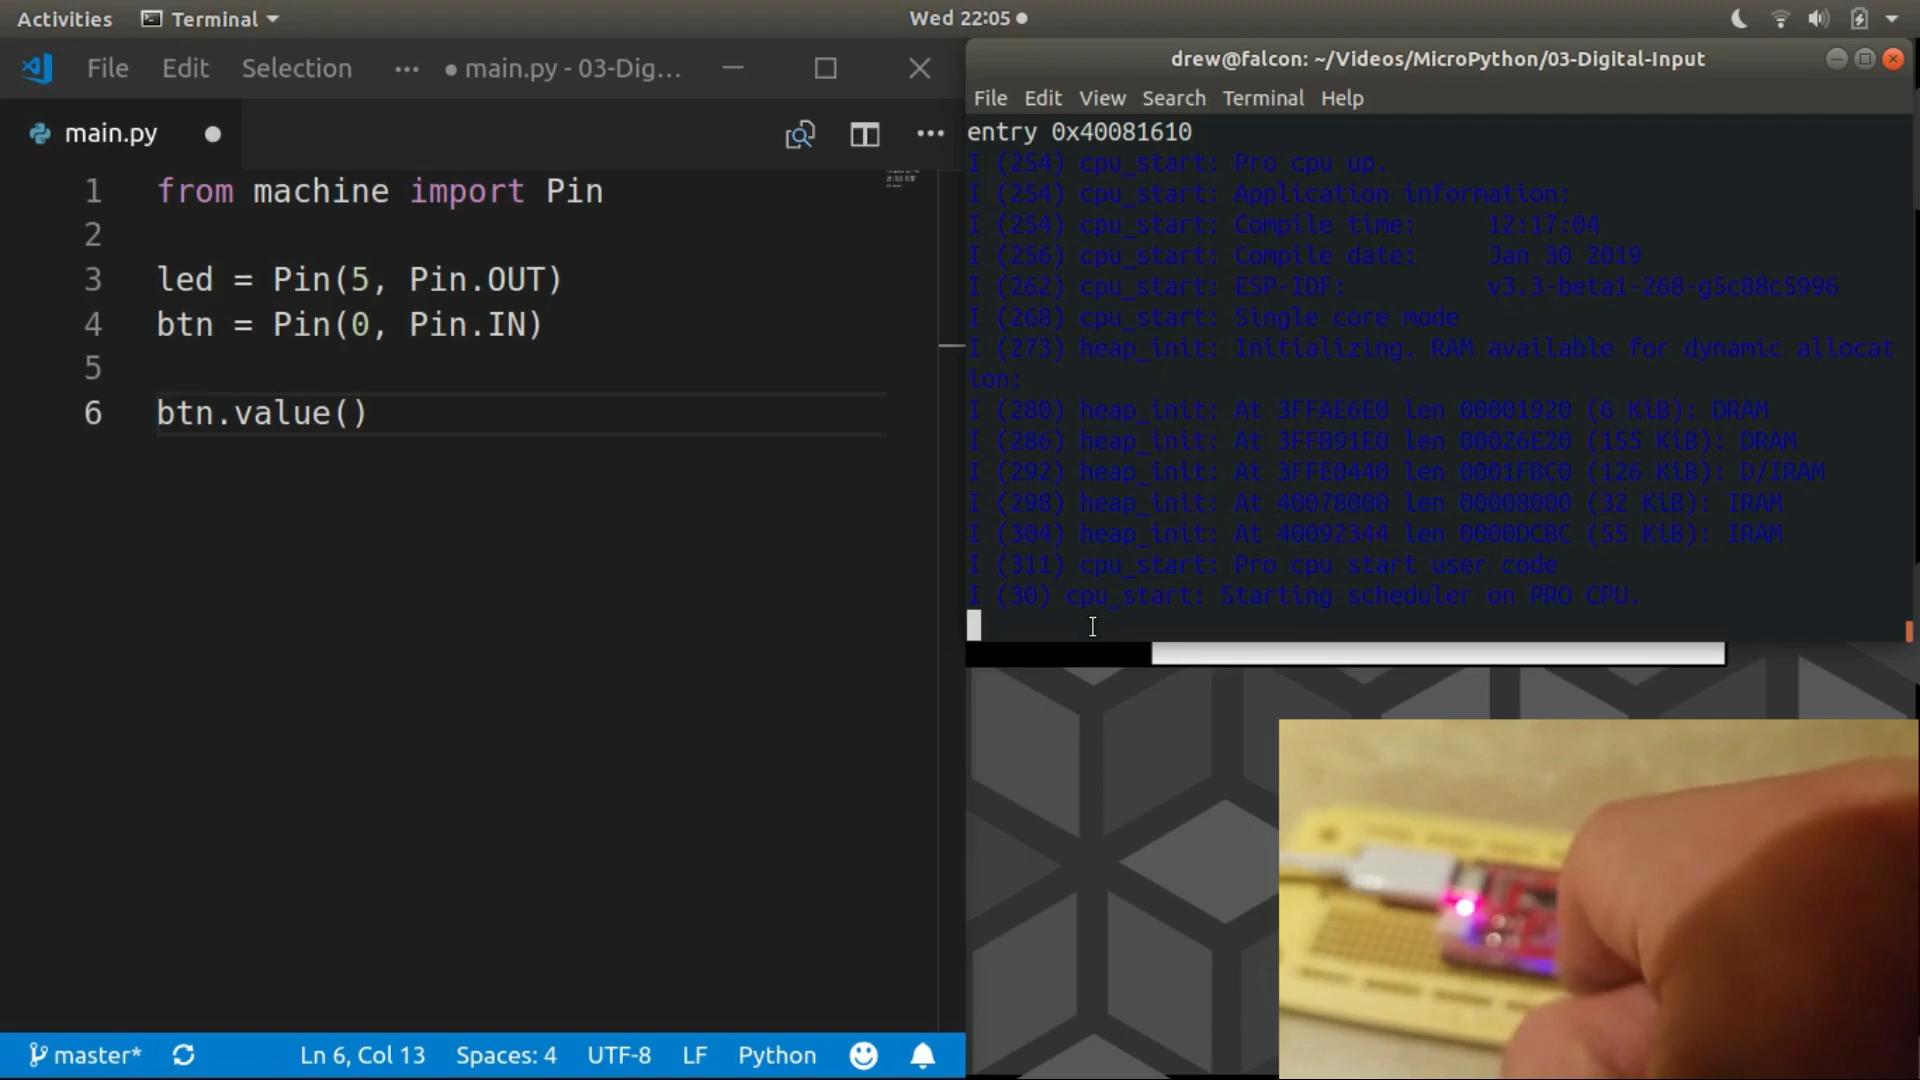 Activities Terminal Wed 22:05
File Edit Selection ... main.py - 03-Dig...
main.py
1 from machine import Pin
2
3 led = Pin(5, Pin.OUT)
4 btn = Pin(0, Pin.IN)
5
6 btn.value()
master* Ln 6, Col 13 Spaces: 4 UTF-8 LF Python
drew@falcon: ~/Videos/MicroPython/03-Digital-Input
File Edit View Search Terminal Help
entry 0x40081610
I (254) cpu_start: Pro cpu up.
I (254) cpu_start: Application information:
I (254) cpu_start: Compile time: 12:17:04
I (256) cpu_start: Compile date: Jan 30 2019
I (262) cpu_start: ESP-IDF: v3.3-beta1-268-g5c88c5996
I (268) cpu_start: Single core mode
I (273) heap_init: Initializing. RAM available for dynamic allocat
ion:
I (280) heap_init: At 3FFAE6E0 len 00001920 (6 KiB): DRAM
I (286) heap_init: At 3FFB91E0 len 00026E20 (155 KiB): DRAM
I (292) heap_init: At 3FFE0440 len 0001FBC0 (126 KiB): D/IRAM
I (298) heap_init: At 40078000 len 00008000 (32 KiB): IRAM
I (304) heap_init: At 40092344 len 0000DCBC (55 KiB): IRAM
I (311) cpu_start: Pro cpu start user code
I (30) cpu_start: Starting scheduler on PRO CPU.